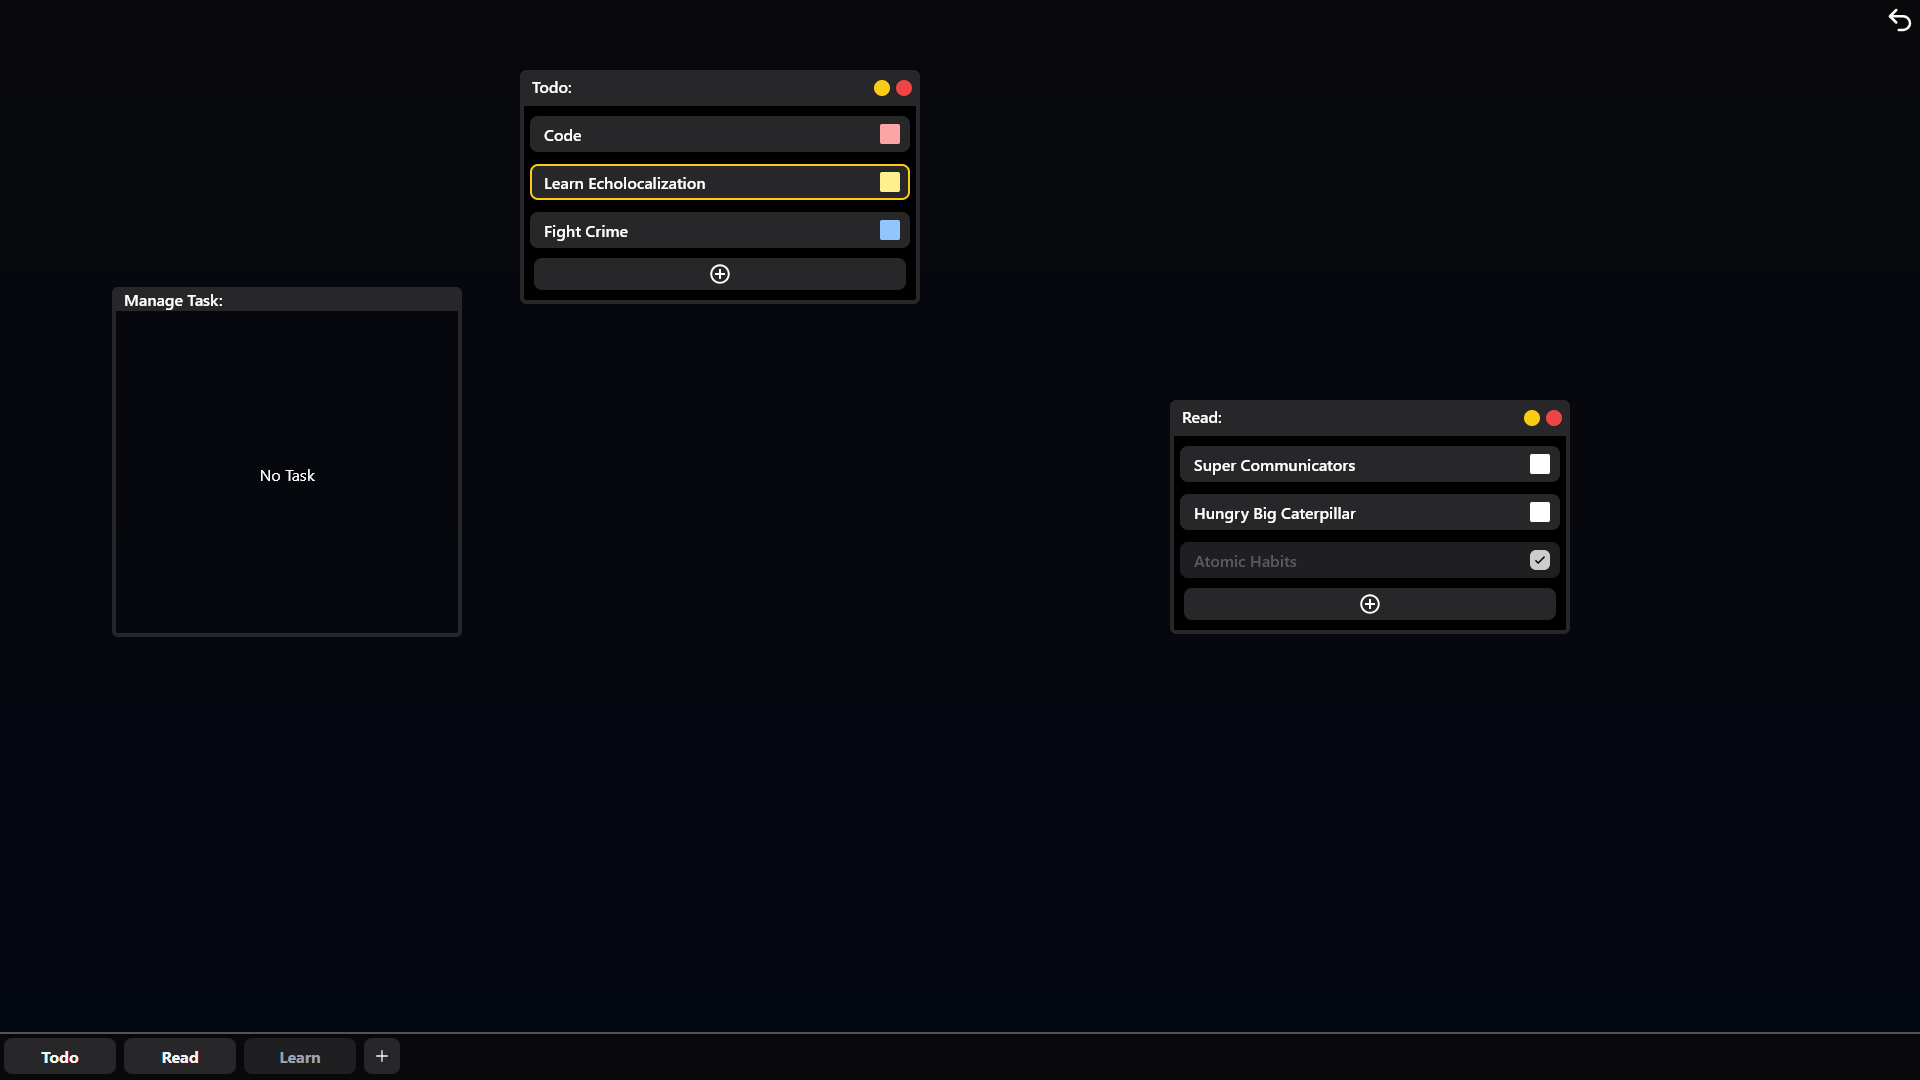 Todo:
Code
Learn Echolocalization
Fight Crime
Manage Task:
No Task
Read:
Super Communicators
Hungry Big Caterpillar
Atomic Habits
Todo
Read
Learn